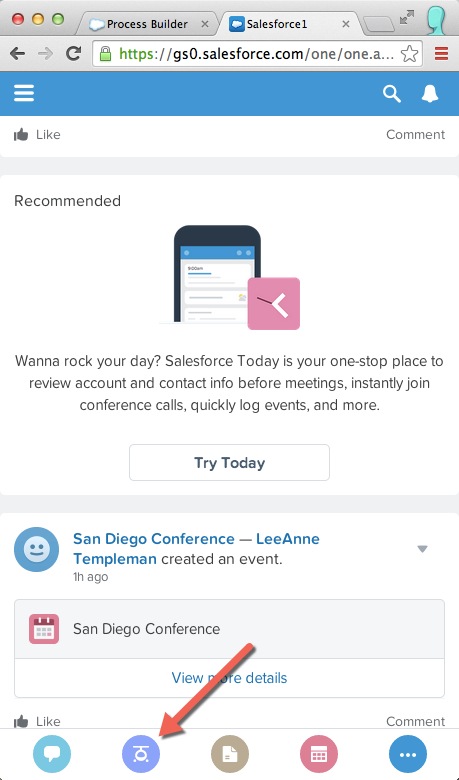 Process Builder
Salesforce1
https://gs0.salesforce.com/one/one.a...
Like
Comment
Recommended
9:00am
Wanna rock your day? Salesforce Today is your one-stop place to
review account and contact info before meetings, instantly join
conference calls, quickly log events, and more.
Try Today
San Diego Conference — LeeAnne
Templeman created an event.
1h ago
San Diego Conference
View more details
Like
Comment